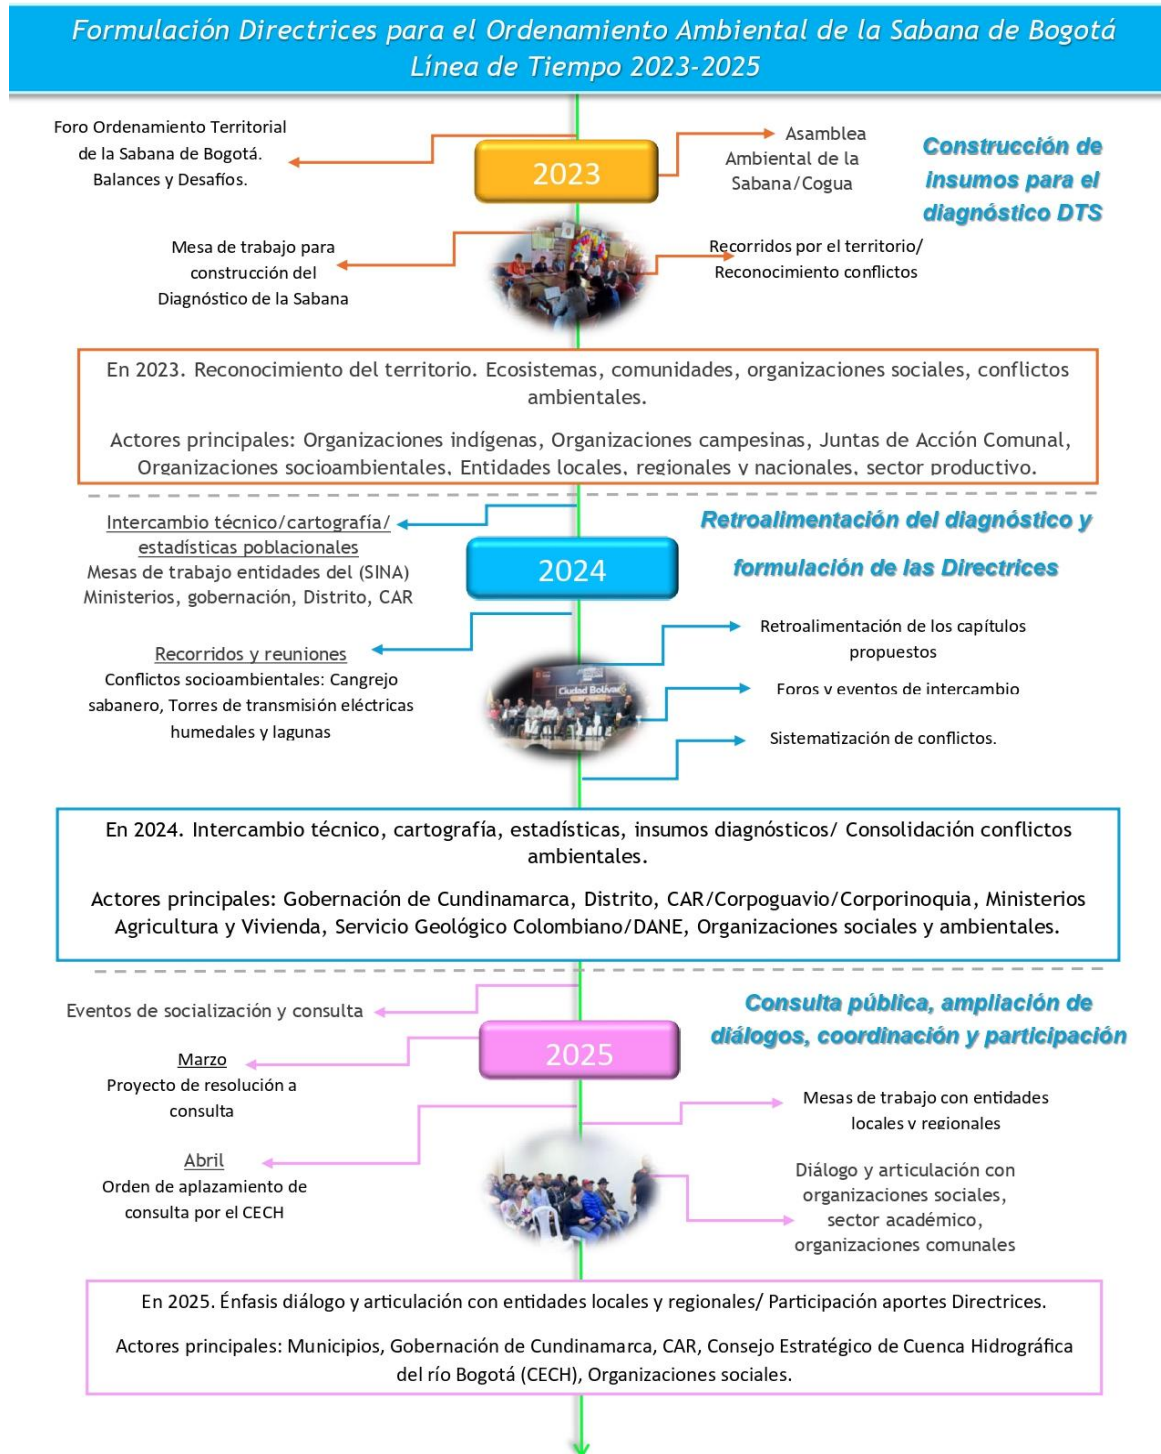 Formulación Directrices para el Ordenamiento Ambiental de la Sabana de Bogotá
Línea de Tiempo 2023-2025
Foro Ordenamiento Territorial
de la Sabana de Bogotá.
Balances y Desafíos.
2023
Asamblea
Ambiental de la
Sabana/Cogua
Construcción de
insumos para el
diagnóstico DTS
Mesa de trabajo para
construcción del
Diagnóstico de la Sabana
Recorridos por el territorio/
Reconocimiento conflictos
En 2023. Reconocimiento del territorio. Ecosistemas, comunidades, organizaciones sociales, conflictos
ambientales.
Actores principales: Organizaciones indígenas, Organizaciones campesinas, Juntas de Acción Comunal,
Organizaciones socioambientales, Entidades locales, regionales y nacionales, sector productivo.
Intercambio técnico/cartografía/
estadísticas poblacionales
Mesas de trabajo entidades del (SINA)
Ministerios, gobernación, Distrito, CAR
2024
Retroalimentación del diagnóstico y
formulación de las Directrices
Recorridos y reuniones
Conflictos socioambientales: Cangrejo
sabanero, Torres de transmisión eléctricas
humedales y lagunas
Ciudad Bolívar
Retroalimentación de los capítulos
propuestos
Foros y eventos de intercambio
Sistematización de conflictos.
En 2024. Intercambio técnico, cartografía, estadísticas, insumos diagnósticos/ Consolidación conflictos
ambientales.
Actores principales: Gobernación de Cundinamarca, Distrito, CAR/Corpoguavio/Corporinoquia, Ministerios
Agricultura y Vivienda, Servicio Geológico Colombiano/DANE, Organizaciones sociales y ambientales.
Eventos de socialización y consulta
2025
Consulta pública, ampliación de
diálogos, coordinación y participación
Marzo
Proyecto de resolución a
consulta
Abril
Orden de aplazamiento de
consulta por el CECH
Mesas de trabajo con entidades
locales y regionales
Diálogo y articulación con
organizaciones sociales,
sector académico,
organizaciones comunales
En 2025. Énfasis diálogo y articulación con entidades locales y regionales/ Participación aportes Directrices.
Actores principales: Municipios, Gobernación de Cundinamarca, CAR, Consejo Estratégico de Cuenca Hidrográfica
del río Bogotá (CECH), Organizaciones sociales.